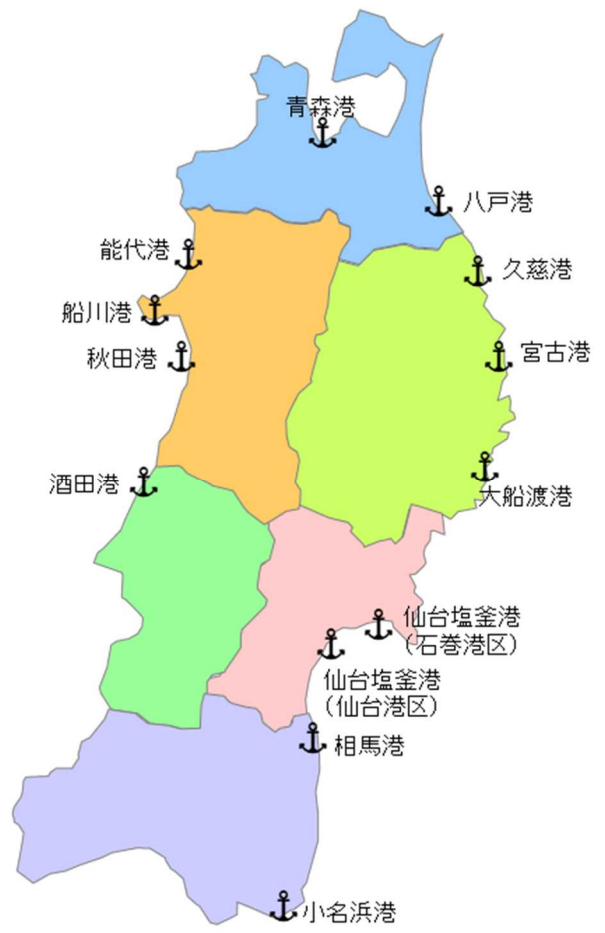 青森港
八戸港
能代港
久慈港
船川港
宮古港
秋田港
酒田港
大船渡港
仙台塩釜港
（石巻港区）
仙台塩釜港
（仙台港区）
相馬港
小名浜港